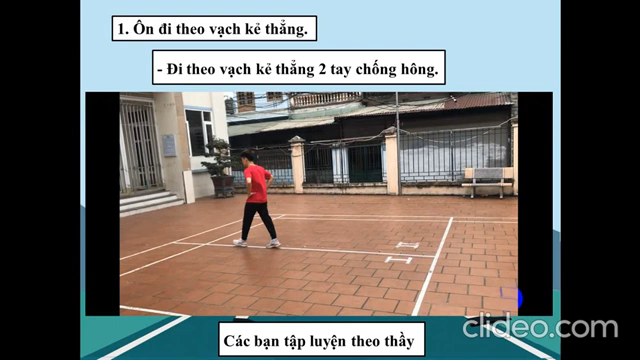 1. Ôn đi theo vạch kẻ thẳng.
- Đi theo vạch kẻ thẳng 2 tay chống hông.
Các bạn tập luyện theo thầy
clideo.com